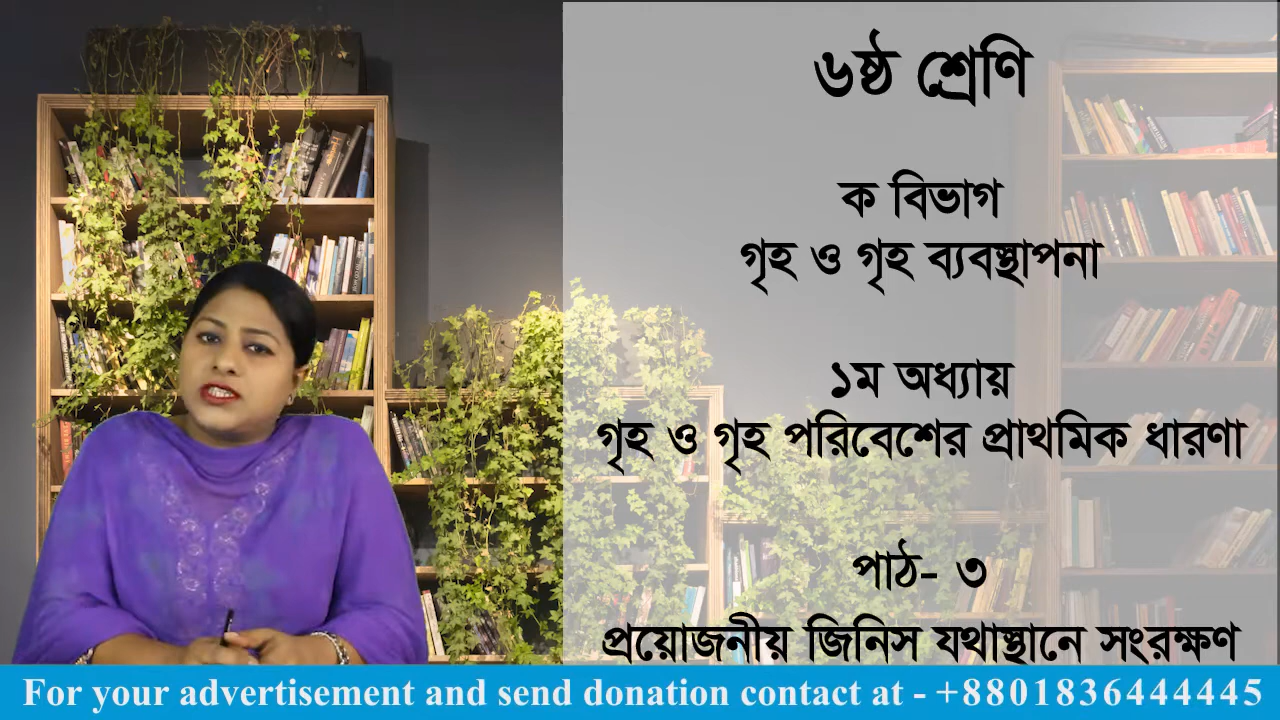 ৬ষ্ঠ শ্রেণি
ক বিভাগ
গৃহ ও গৃহ ব্যবস্থাপনা
১ম অধ্যায়
গৃহ ও গৃহ পরিবেশের প্রাথমিক ধারণা
পাঠ- ৩
প্রয়োজনীয় জিনিস যথাস্থানে সংরক্ষণ
For your advertisement and send donation contact at - +8801836444445